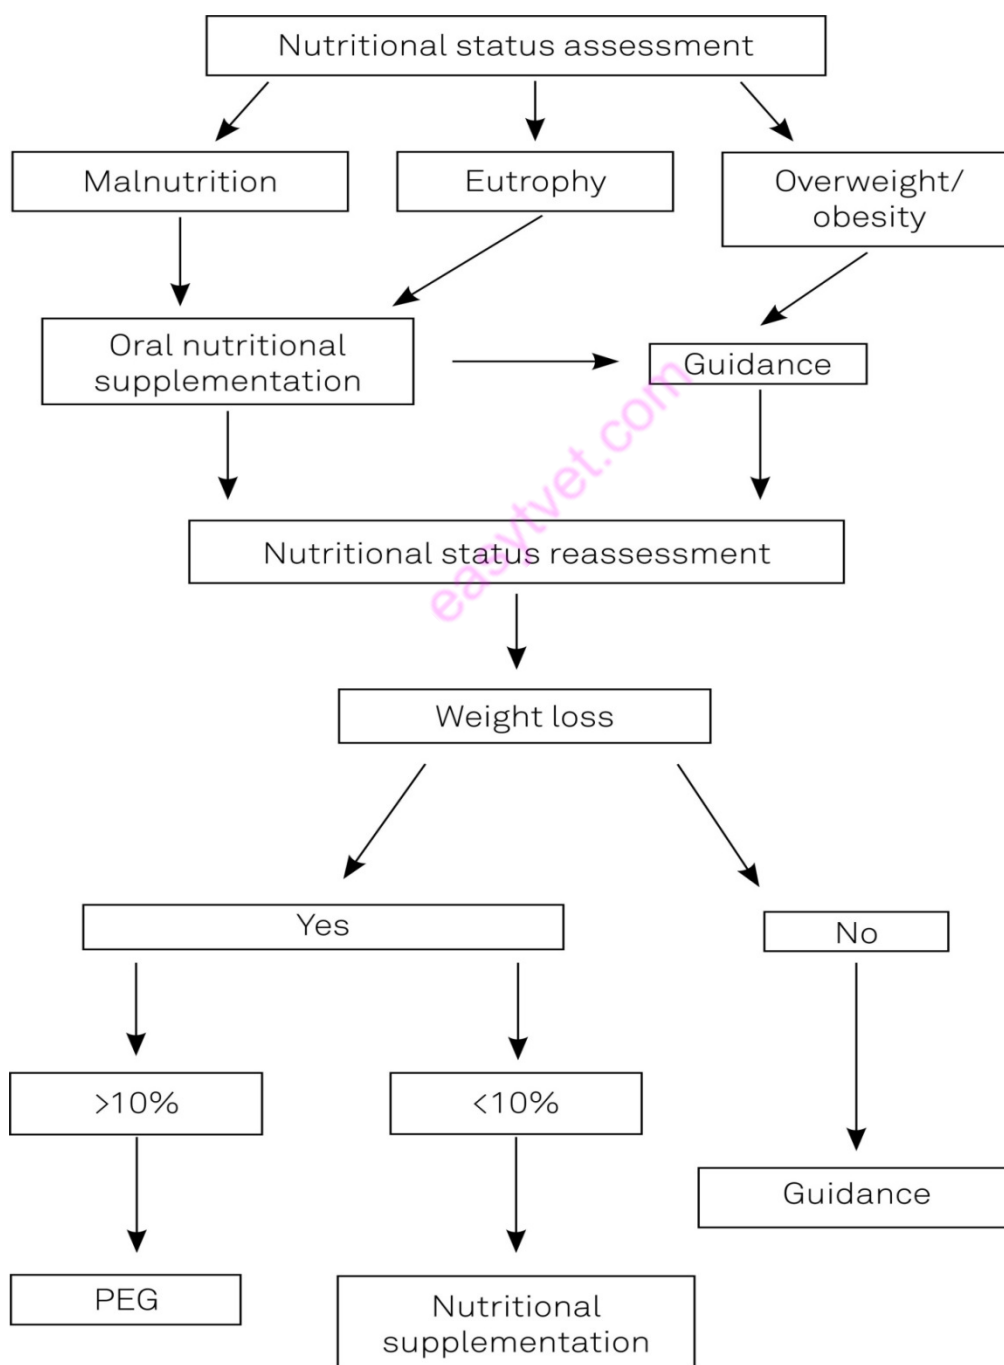 Nutritional status assessment
Malnutrition
Eutrophy
Overweight/
obesity
Oral nutritional
supplementation
Guidance
easytvet.com
Nutritional status reassessment
Weight loss
Yes
No
>10%
<10%
Guidance
PEG
Nutritional
supplementation